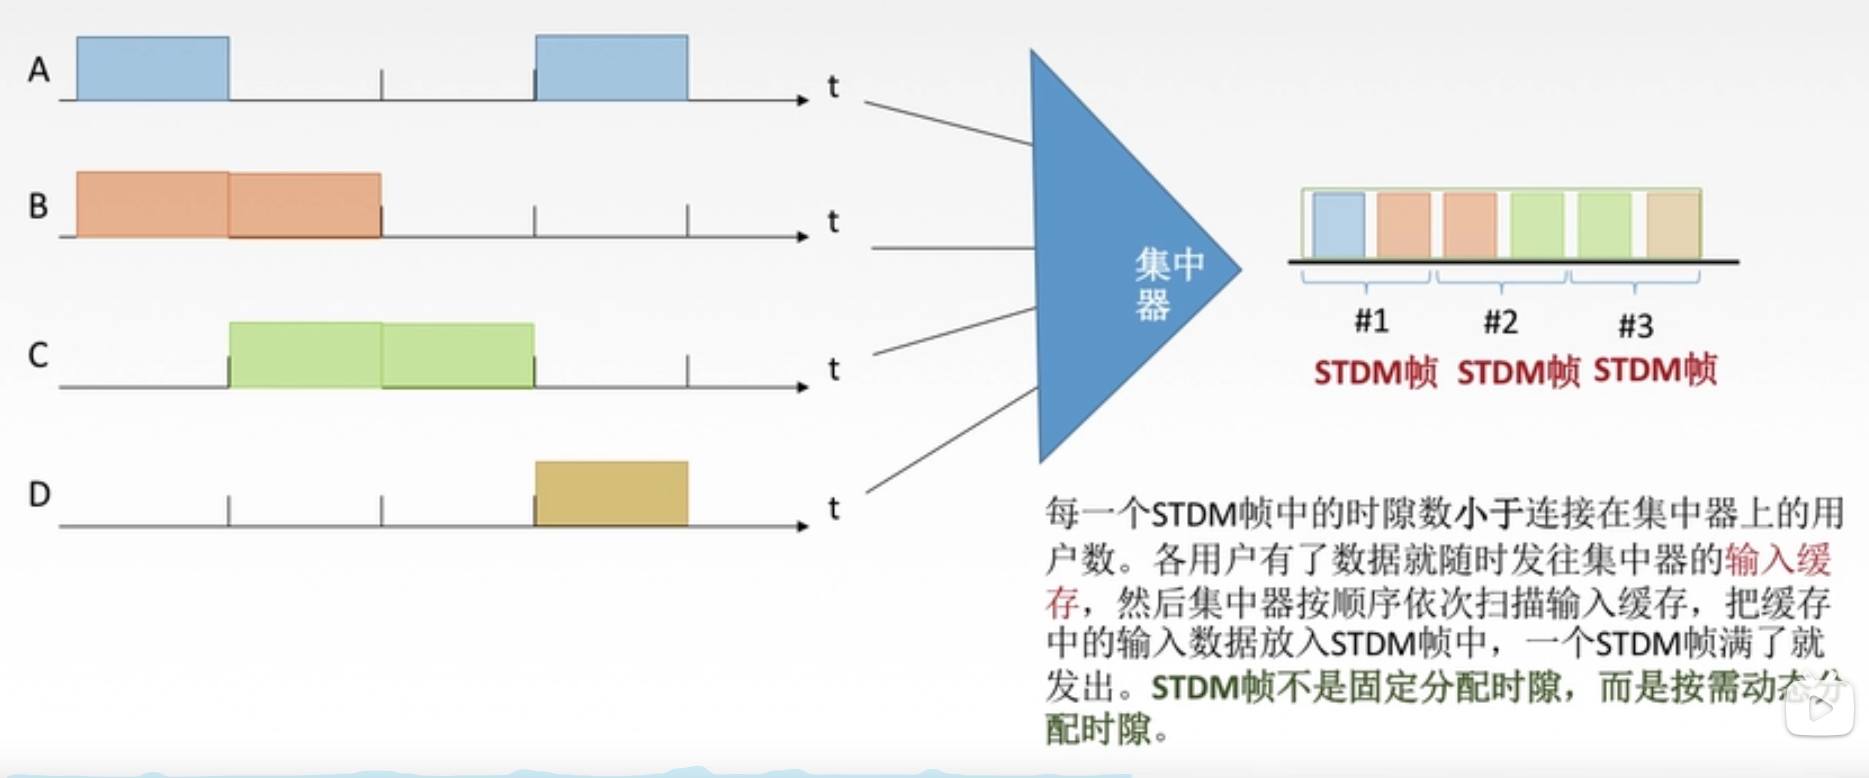 A
t
B
t
C
t
D
t
集中
器
#1
#2
#3
STDM帧
STDM帧
STDM帧
每一个STDM帧中的时隙数小于连接在集中器上的用
户数。各用户有了数据就随时发往集中器的输入缓
存，然后集中器按顺序依次扫描输入缓存，把缓存
中的输入数据放入STDM帧中，一个STDM帧满了就
发出。STDM帧不是固定分配时隙，而是按需动态分
配时隙。